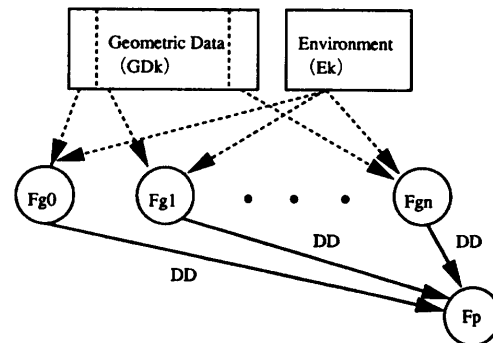 Geometric Data
(GDk)
Environment
(Ek)
Fg0
Fg1
Fgn
DD
DD
DD
Fp